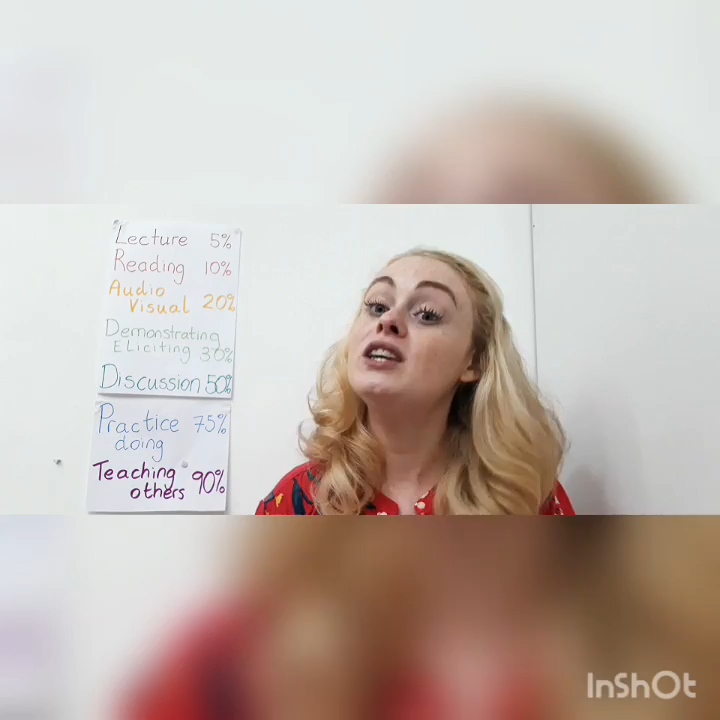 Lecture 5%
Reading 10%
Audio
Visual 20%
Demonstrating
Eliciting 30%
Discussion 50%
Practice 75%
doing
Teaching
others 90%
InShOt